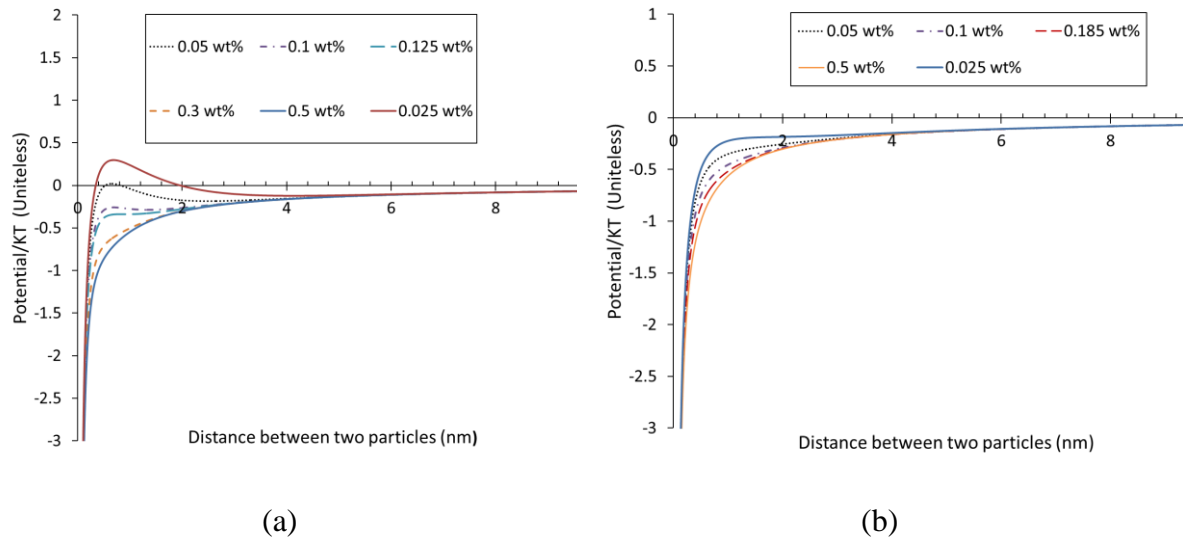 2
1.5
1
0.5
0
-0.5
-1
-1.5
-2
-2.5
-3
0 2 4 6 8
Potential/KT (Uniteless)
0.05 wt% 0.1 wt% 0.125 wt%
0.3 wt% 0.5 wt% 0.025 wt%
Distance between two particles (nm)
(a)
1
0.5
0
-0.5
-1
-1.5
-2
-2.5
-3
0 2 4 6 8
Potential/KT (Uniteless)
0.05 wt% 0.1 wt% 0.185 wt%
0.5 wt% 0.025 wt%
Distance between two particles (nm)
(b)